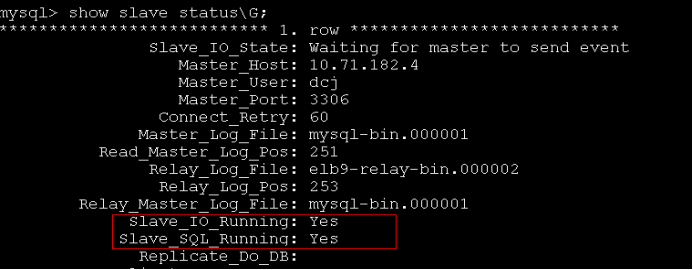 mysql> show slave status\G;
*************************** 1. row ***************************
Slave_IO_State: Waiting for master to send event
Master_Host: 10.71.182.4
Master_User: dcj
Master_Port: 3306
Connect_Retry: 60
Master_Log_File: mysql-bin.000001
Read_Master_Log_Pos: 251
Relay_Log_File: elb9-relay-bin.000002
Relay_Log_Pos: 253
Relay_Master_Log_File: mysql-bin.000001
Slave_IO_Running: Yes
Slave_SQL_Running: Yes
Replicate_Do_DB: